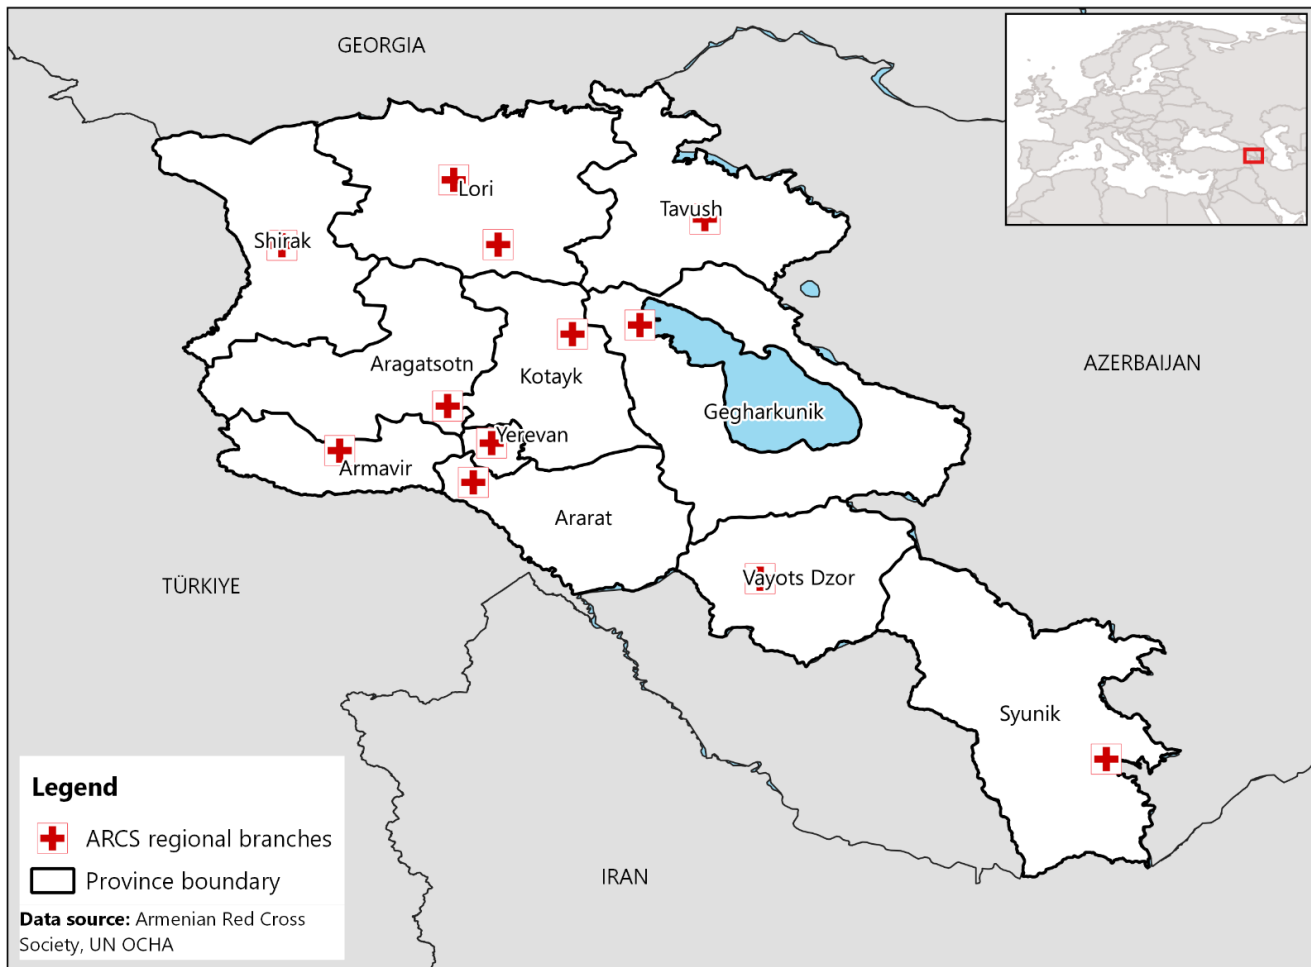 GEORGIA
Lori
Tavush
Shirak
Aragatsotn
Kotayk
AZERBAIJAN
Gegharkunik
Yerevan
Armavir
Ararat
TÜRKIYE
Vayots Dzor
Syunik
IRAN
Legend
ARCS regional branches
Province boundary
Data source: Armenian Red Cross
Society, UN OCHA